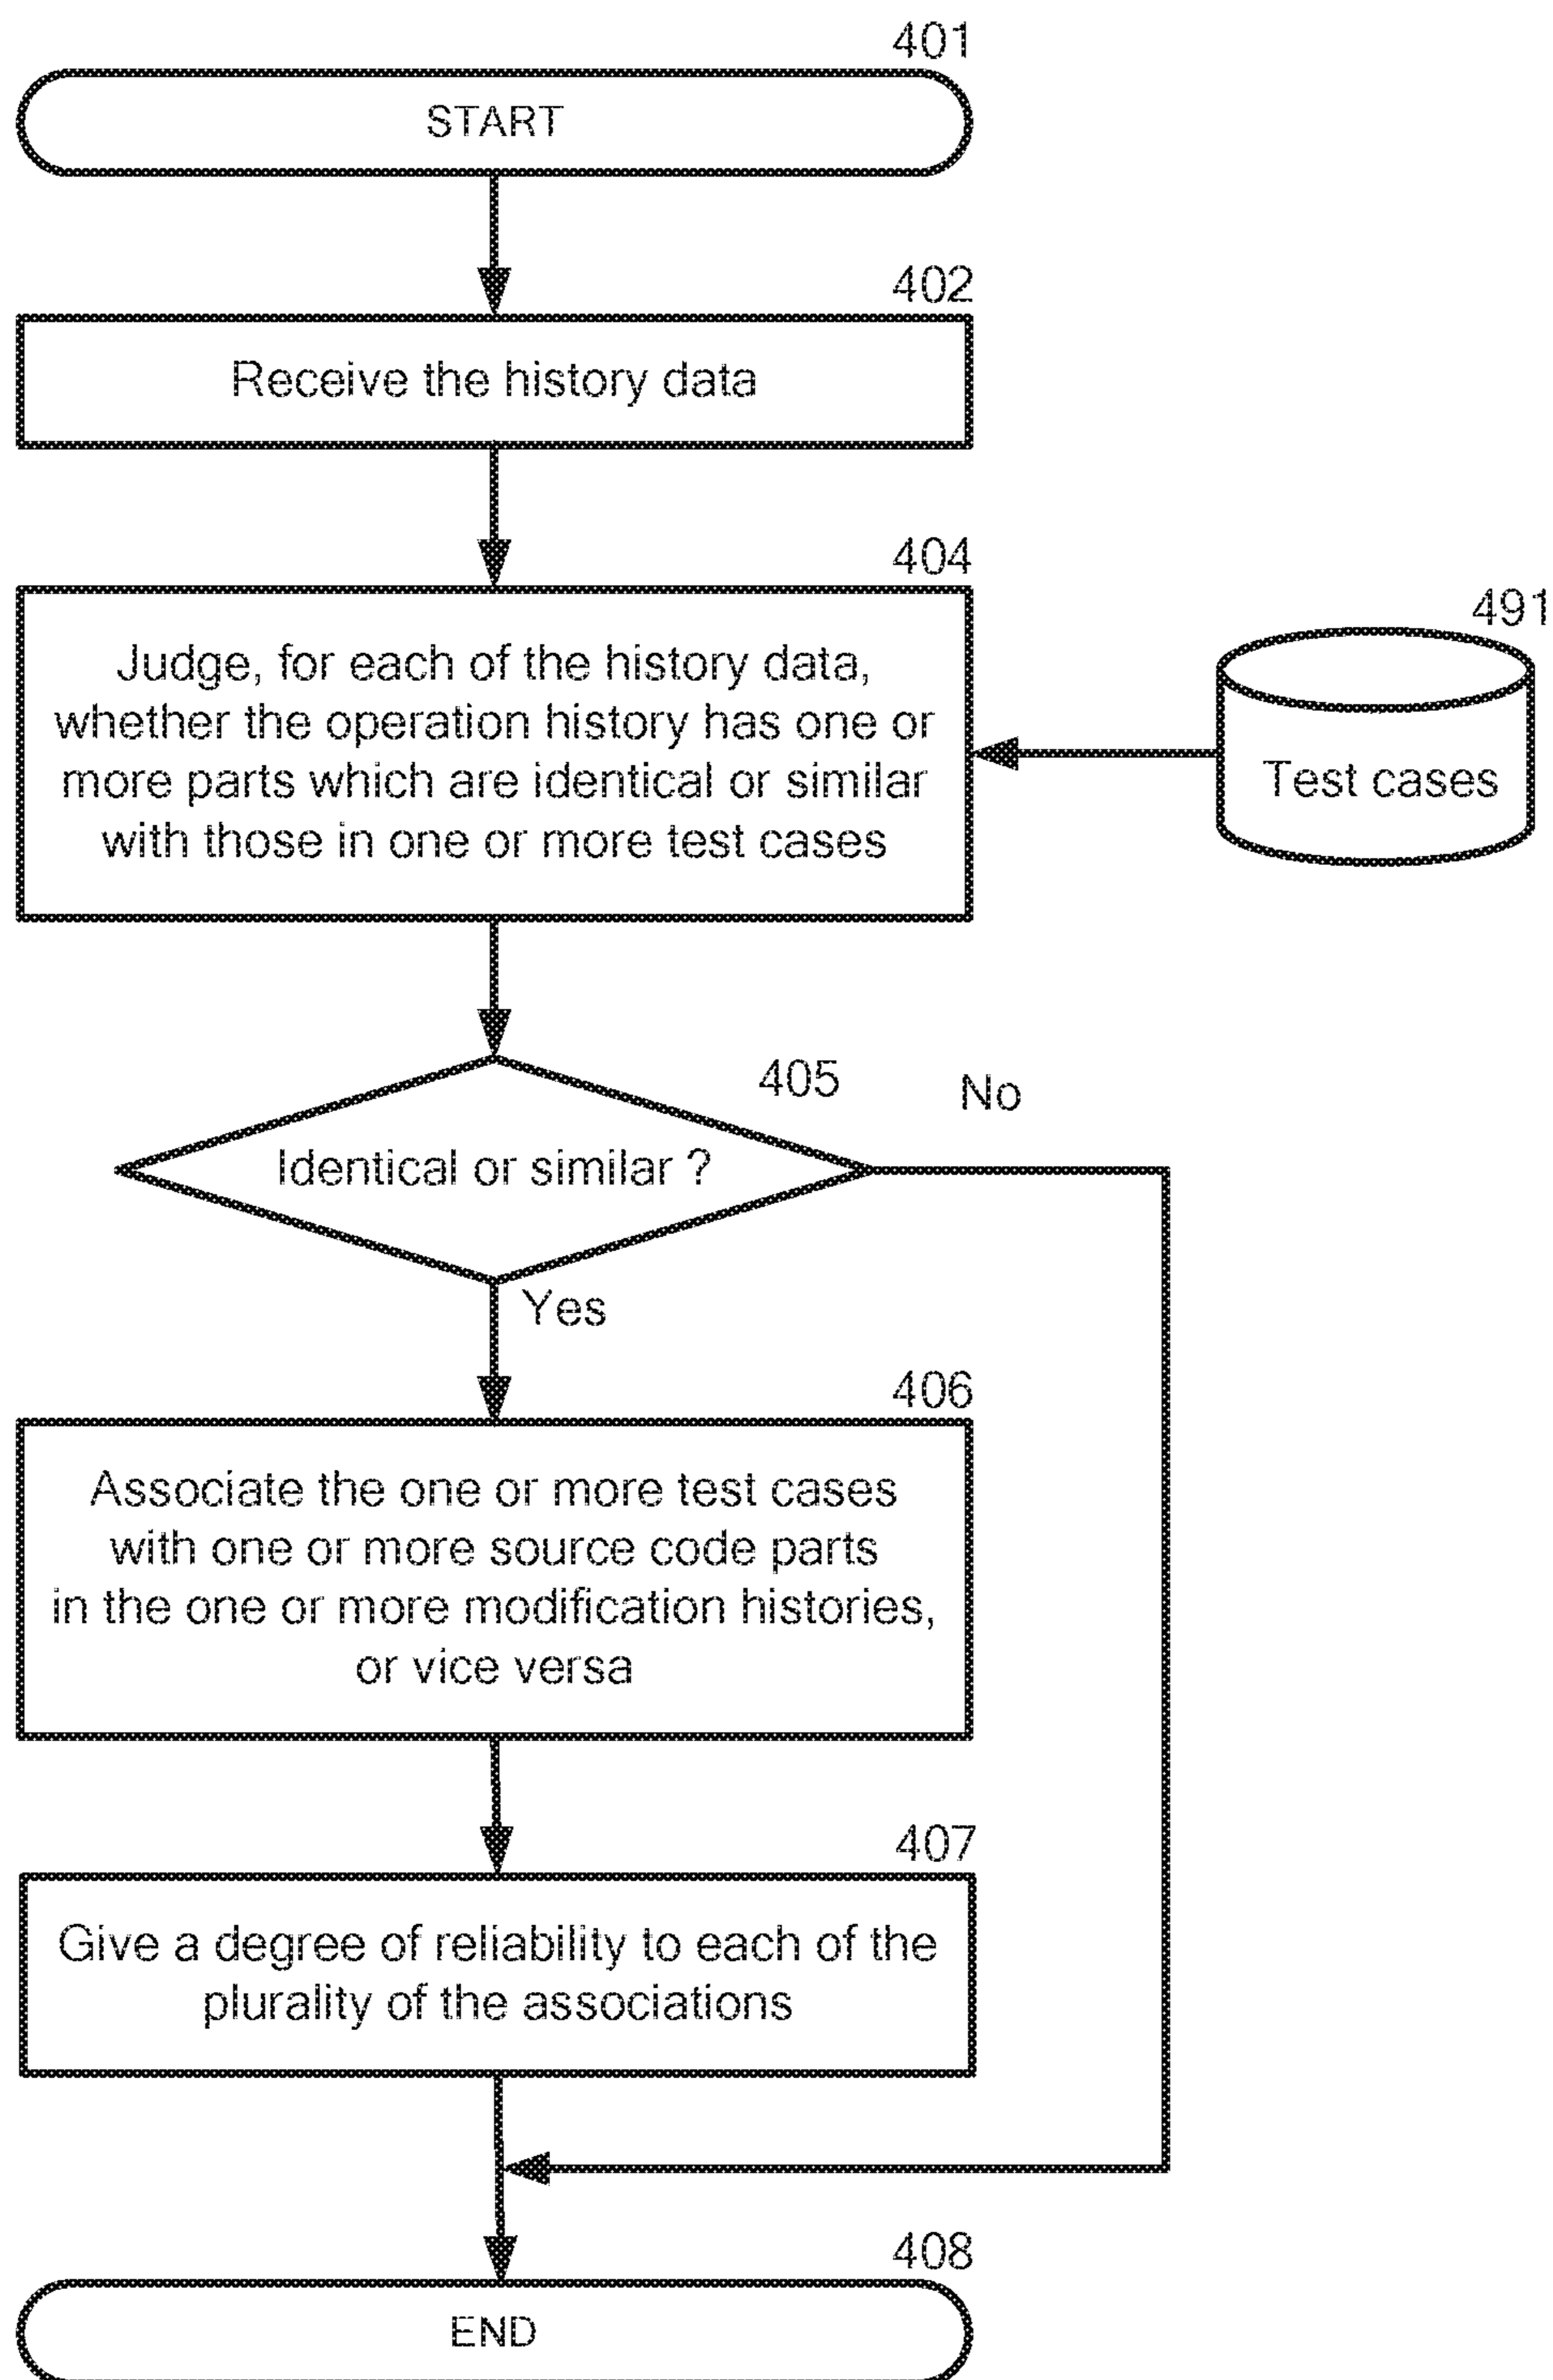 401
START
402
Receive the history data
404
Judge, for each of the history data,
whether the operation history has one or
more parts which are identical or similar
with those in one or more test cases
491
Test cases
405
No
Identical or similar ?
Yes
406
Associate the one or more test cases
with one or more source code parts
in the one or more modification histories,
or vice versa
407
Give a degree of reliability to each of the
plurality of the associations
408
END